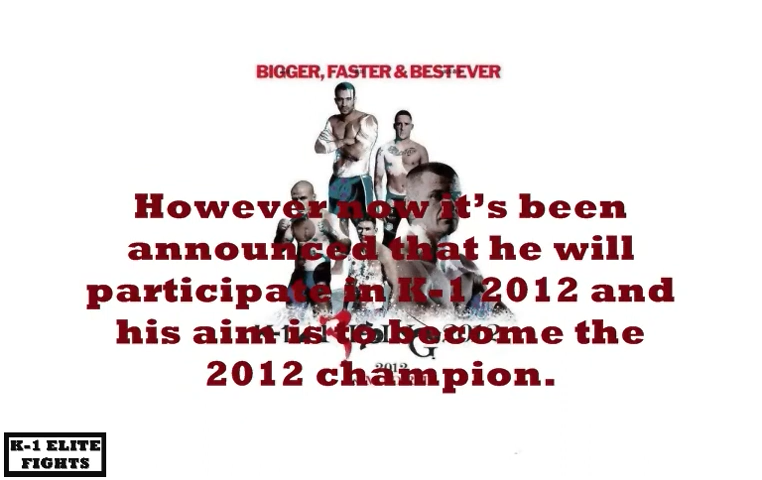 BIGGER, FASTER & BEST EVER
However now it's been
announced that he will
participate in K-1 2012 and
his aim is to become the
2012 champion.
2012
K-1 ELITE
FIGHTS